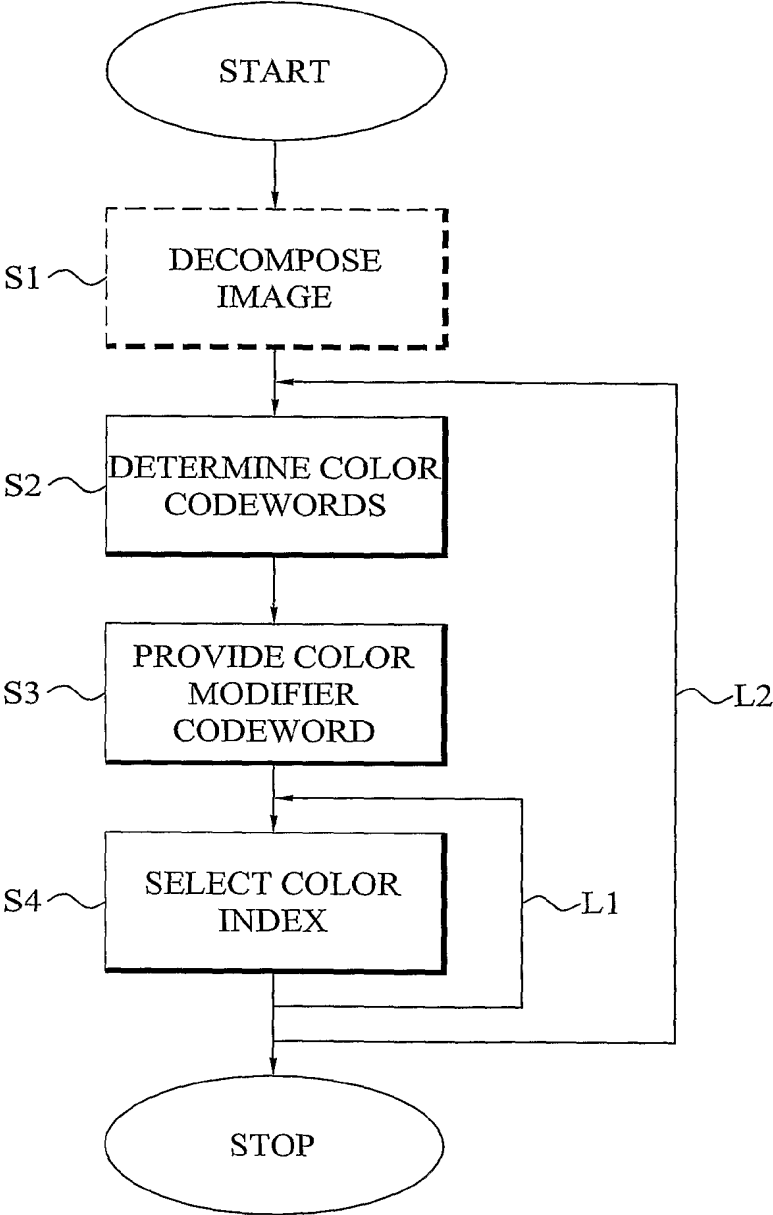 START
S1
DECOMPOSE
IMAGE
S2
DETERMINE COLOR
CODEWORDS
S3
PROVIDE COLOR
MODIFIER
CODEWORD
L2
S4
SELECT COLOR
INDEX
L1
STOP